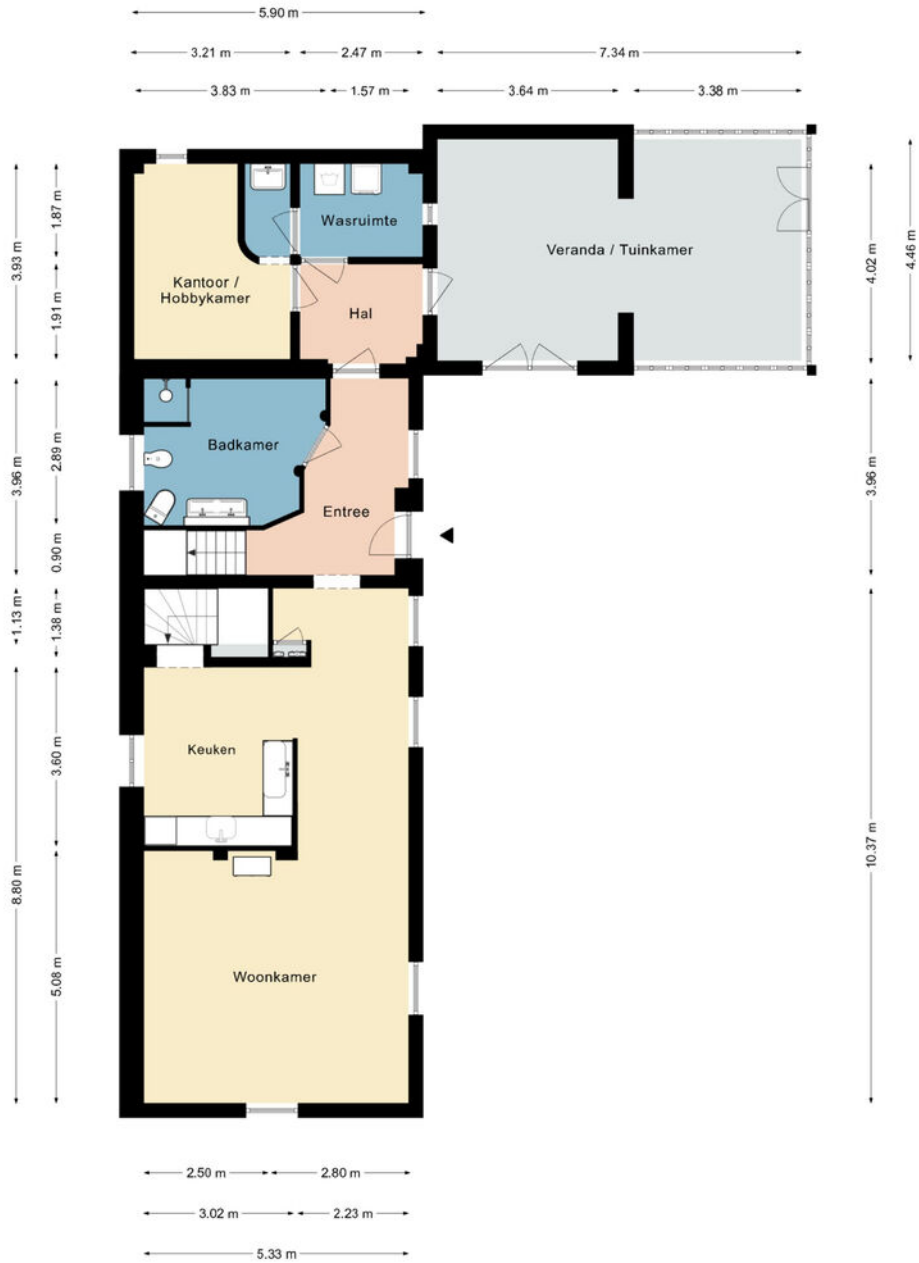 5.90 m
3.21 m
2.47 m
7.34 m
3.83 m
1.57 m
3.64 m
3.38 m
3.93 m
1.87 m
1.91 m
4.02 m
4.46 m
Wasruimte
Veranda / Tuinkamer
Kantoor /
Hobbykamer
Hal
3.96 m
2.89 m
0.90 m
3.96 m
Badkamer
Entree
1.13 m
1.38 m
8.80 m
3.60 m
5.08 m
10.37 m
Keuken
Woonkamer
2.50 m
2.80 m
3.02 m
2.23 m
5.33 m